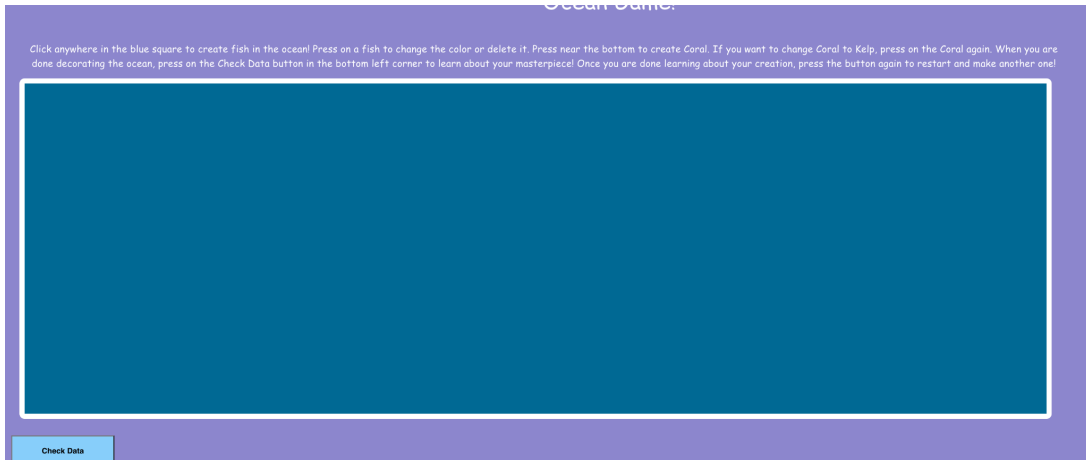 Ocean Game!
Click anywhere in the blue square to create fish in the ocean! Press on a fish to change the color or delete it. Press near the bottom to create Coral. If you want to change Coral to Kelp, press on the Coral again. When you are
done decorating the ocean, press on the Check Data button in the bottom left corner to learn about your masterpiece! Once you are done learning about your creation, press the button again to restart and make another one!
Check Data